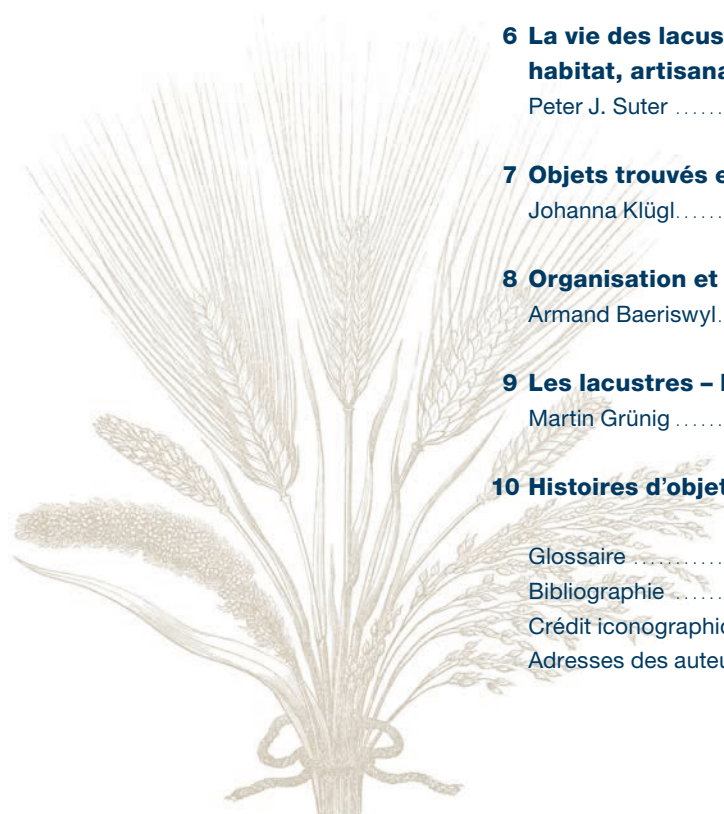 6 La vie des lacus
habitat, artisana
Peter J. Suter ......
7 Objets trouvés e
Johanna Klügl......
8 Organisation et
Armand Baeriswyl.
9 Les lacustres – l
Martin Grünig ......
10 Histoires d’objet
Glossaire ............
Bibliographie .......
Crédit iconographi
Adresses des auteu